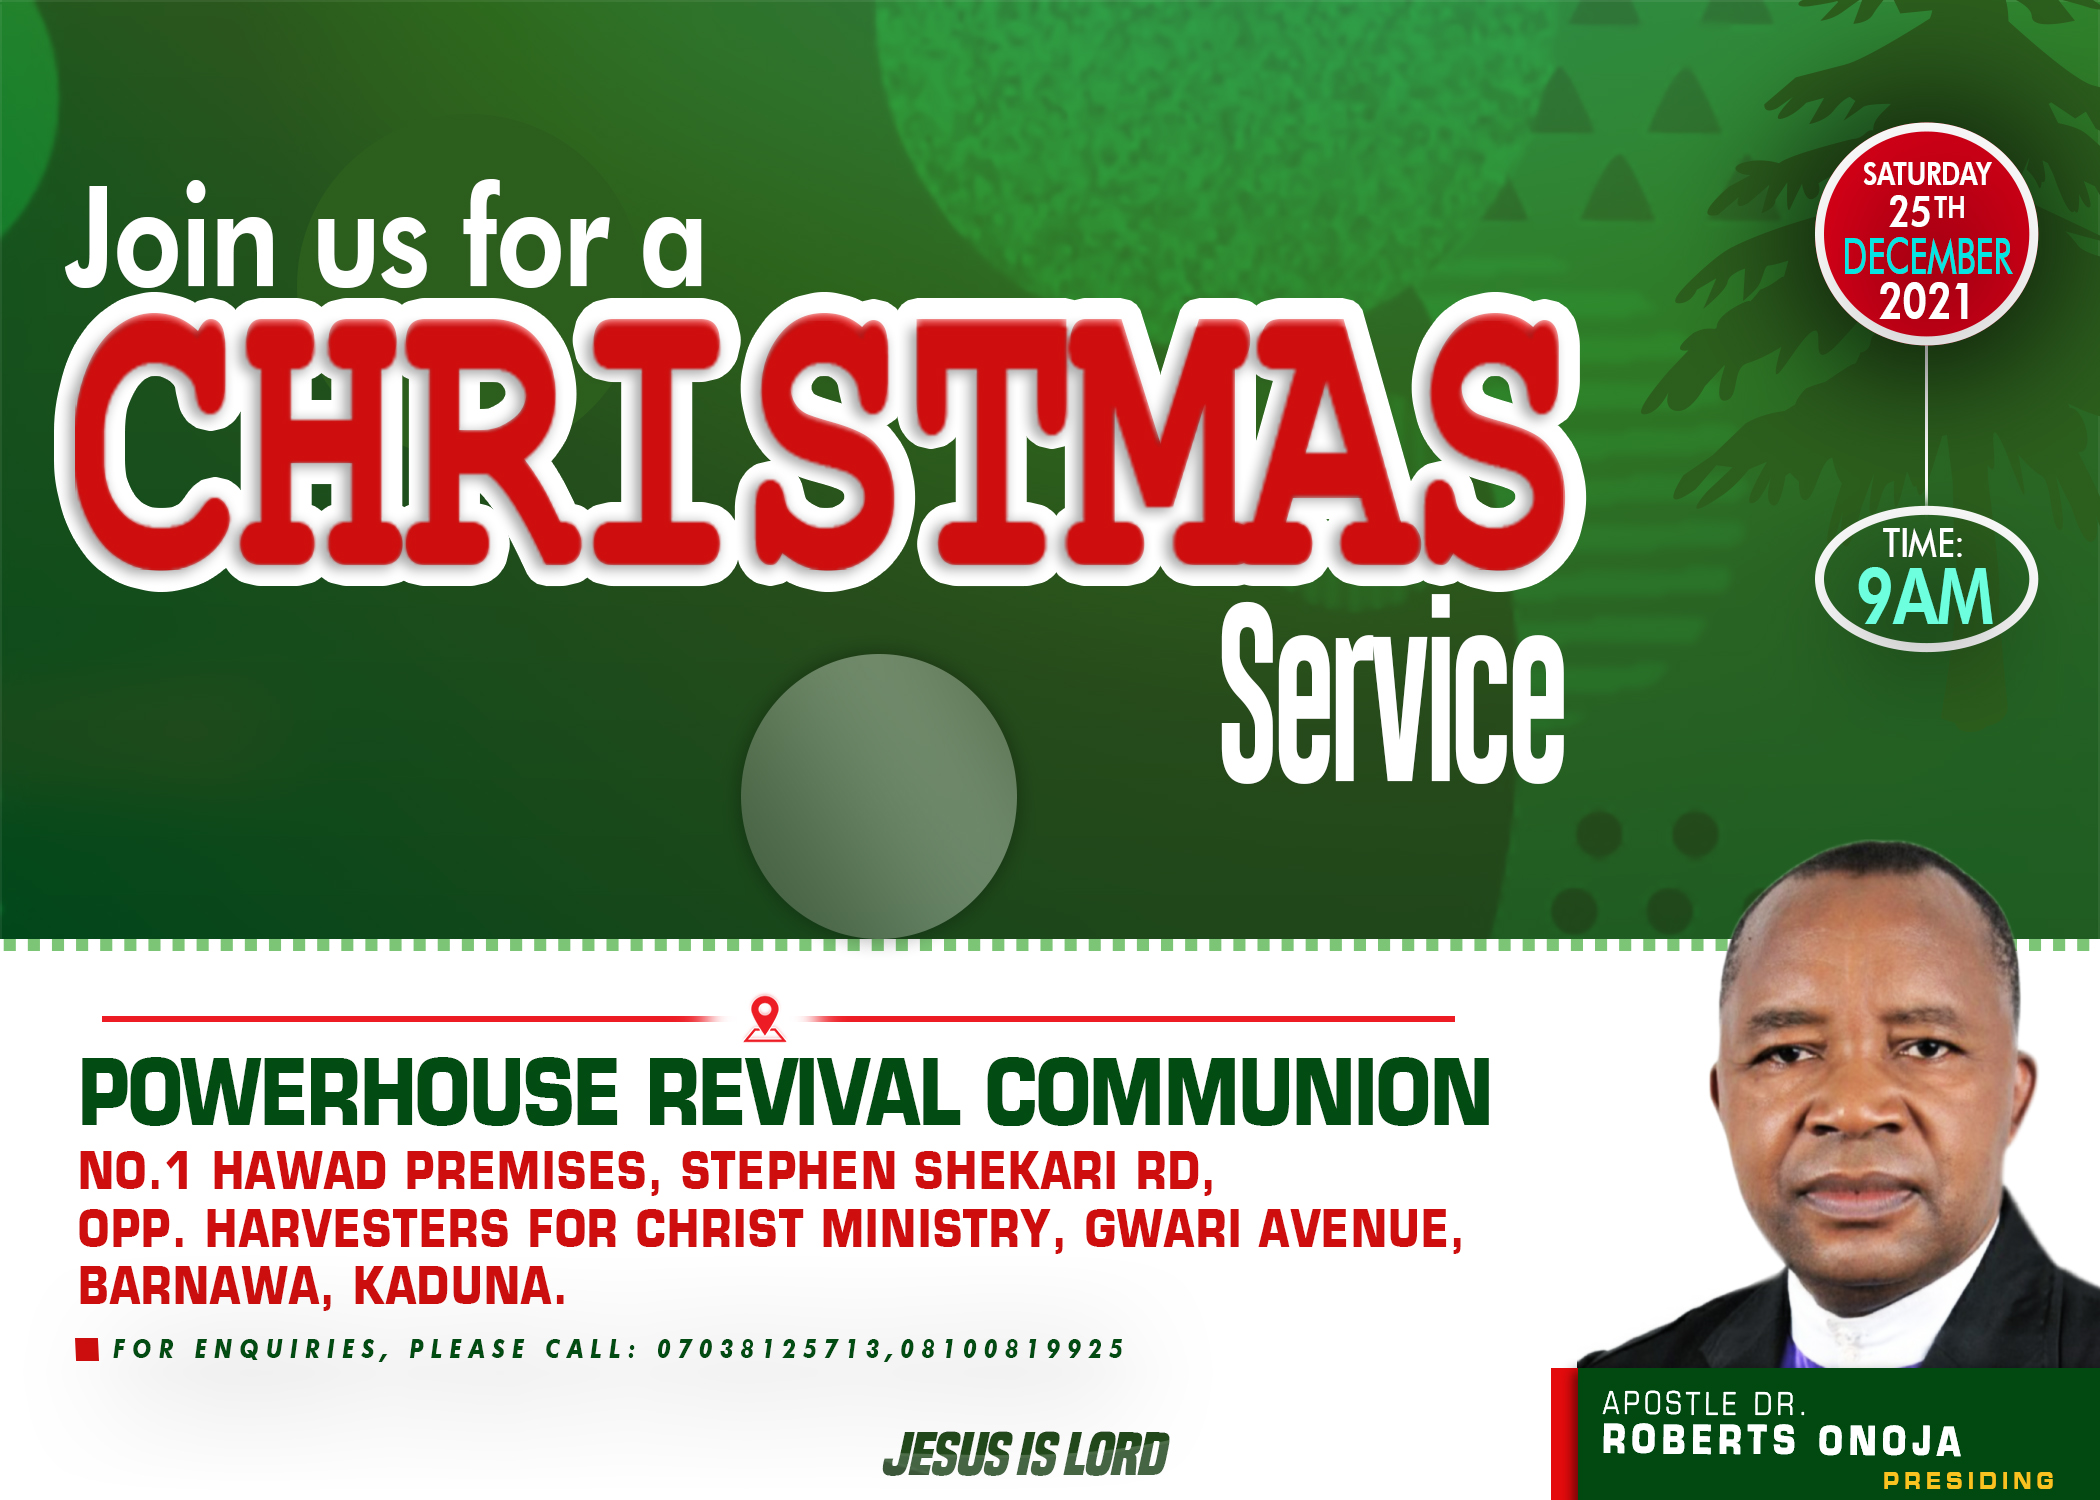 Join us for a
CHRISTMAS
Service
SATURDAY
25TH
DECEMBER
2021
TIME:
9AM
POWERHOUSE REVIVAL COMMUNION
NO.1 HAWAD PREMISES, STEPHEN SHEKARI RD,
OPP. HARVESTERS FOR CHRIST MINISTRY, GWARI AVENUE,
BARNAWA, KADUNA.
FOR ENQUIRIES, PLEASE CALL: 07038125713,08100819925
JESUS IS LORD
APOSTLE DR.
ROBERTS ONOJA
PRESIDING